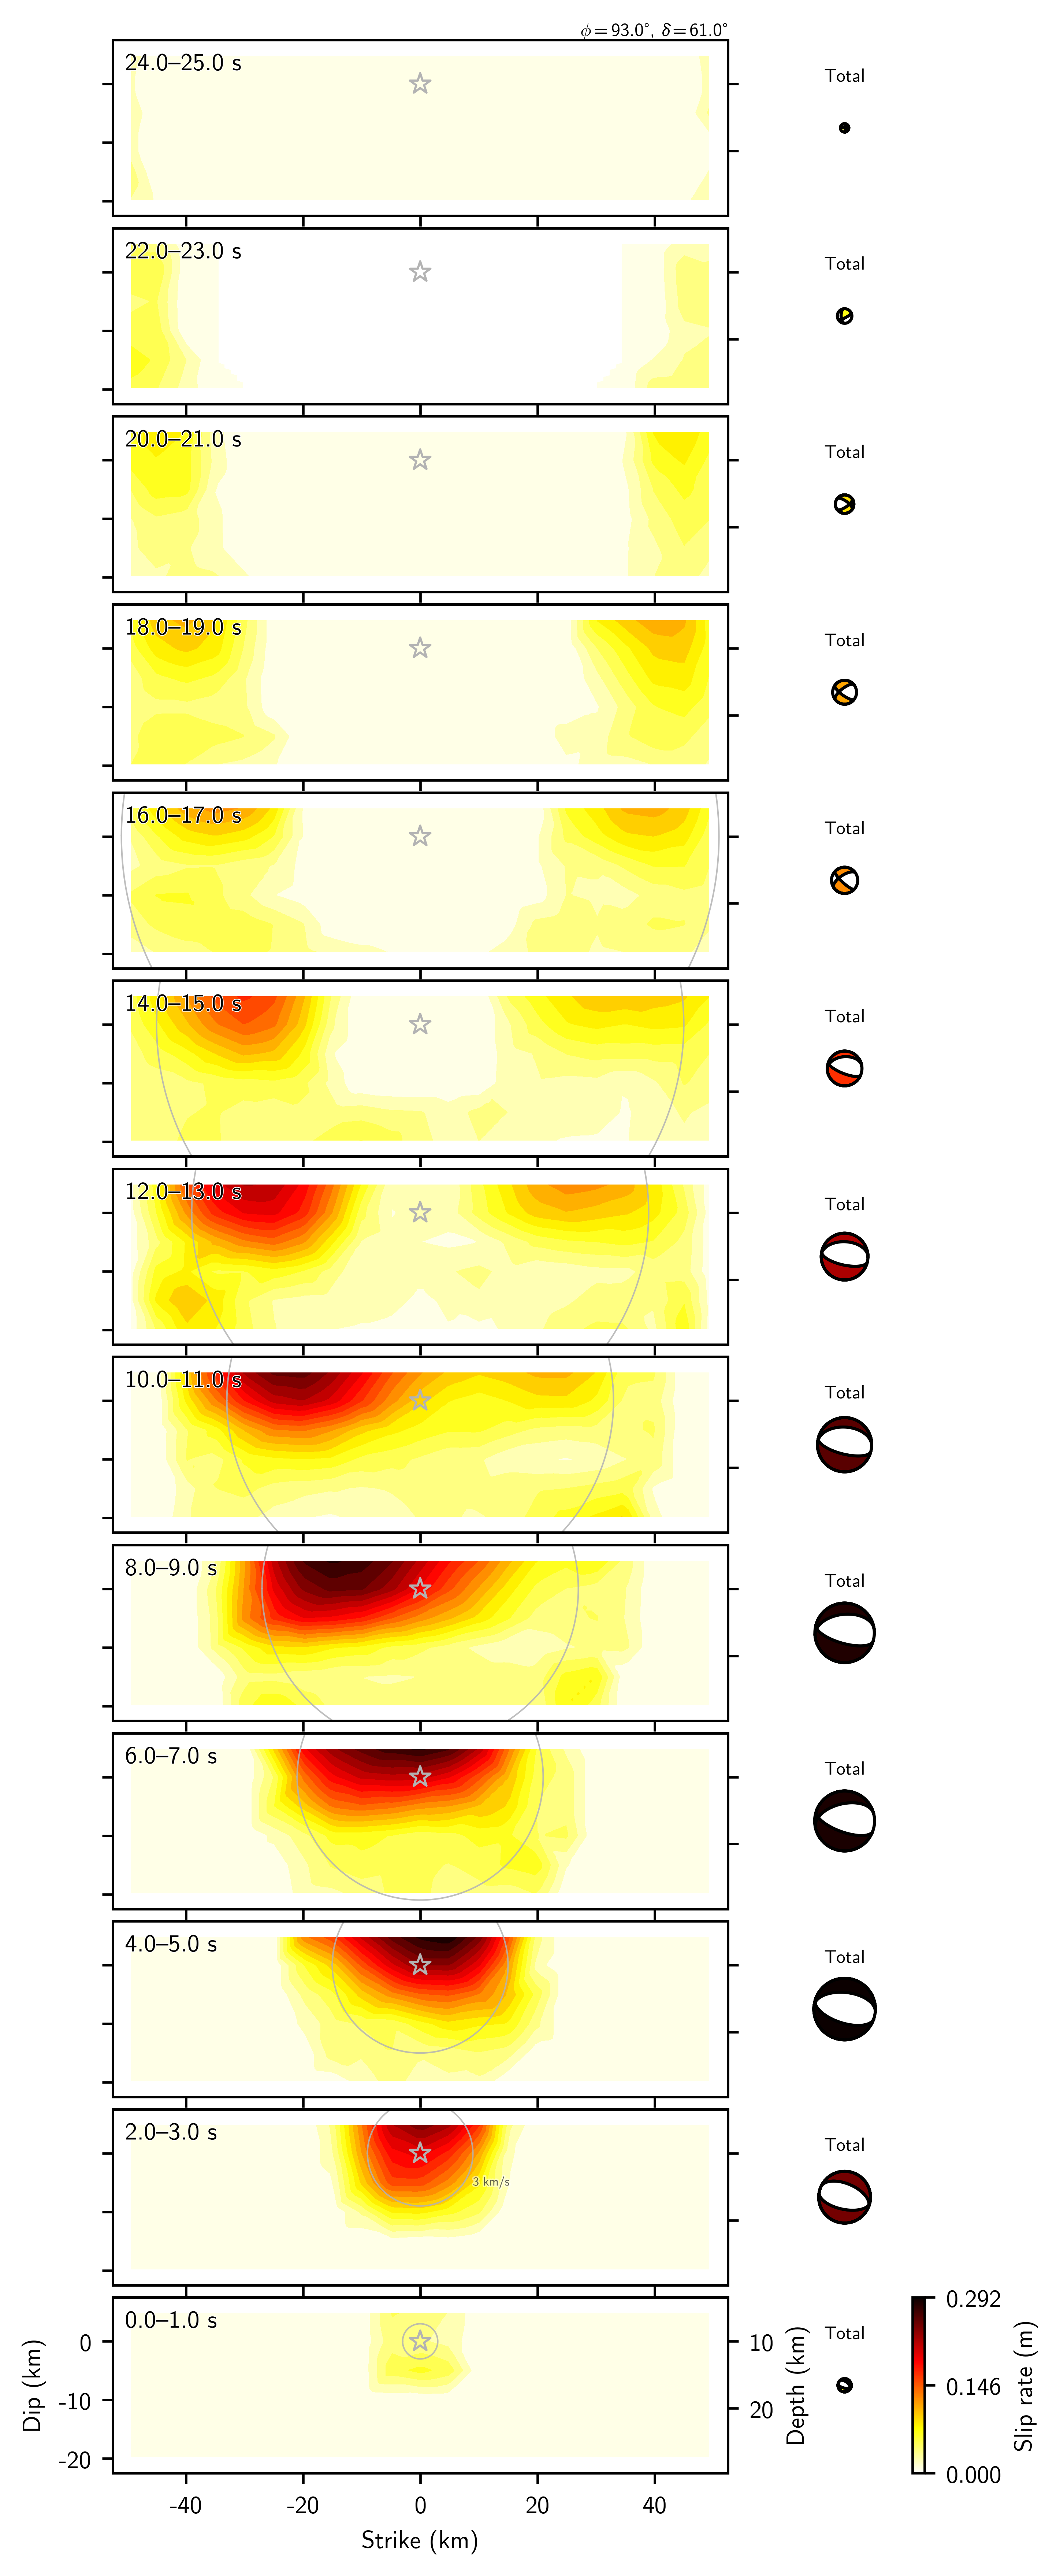 ϕ = 93.0°, δ = 61.0°
24.0–25.0 s
Total
22.0–23.0 s
Total
20.0–21.0 s
Total
18.0–19.0 s
Total
16.0–17.0 s
Total
14.0–15.0 s
Total
12.0–13.0 s
Total
10.0–11.0 s
Total
8.0–9.0 s
Total
6.0–7.0 s
Total
4.0–5.0 s
Total
2.0–3.0 s
Total
3 km/s
0.0–1.0 s
Total
0
-10
-20
Dip (km)
10
20
Depth (km)
0.292
0.146
0.000
Slip rate (m)
-40 -20 0 20 40
Strike (km)